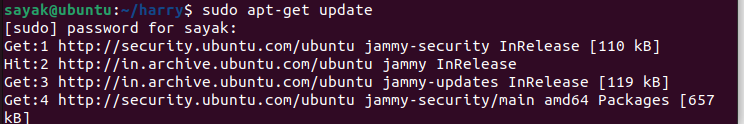 sayak@ubuntu:~/harry$ sudo apt-get update
[sudo] password for sayak:
Get:1 http://security.ubuntu.com/ubuntu jammy-security InRelease [110 kB]
Hit:2 http://in.archive.ubuntu.com/ubuntu jammy InRelease
Get:3 http://in.archive.ubuntu.com/ubuntu jammy-updates InRelease [119 kB]
Get:4 http://security.ubuntu.com/ubuntu jammy-security/main amd64 Packages [657
kB]